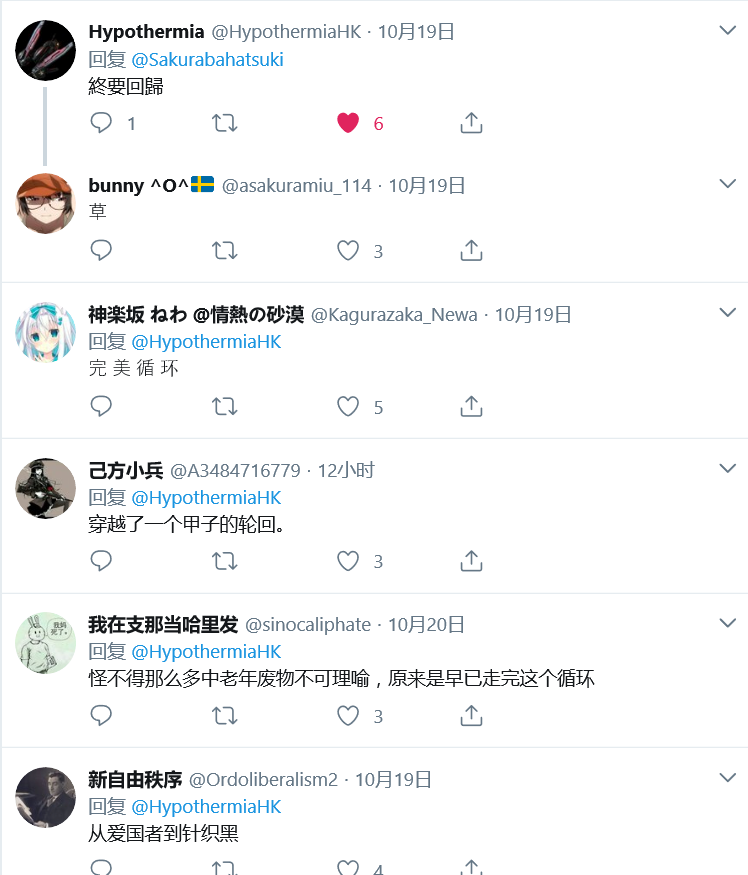 Hypothermia @HypothermiaHK · 10月19日
回复 @Sakurabahatsuki
終要回歸
1 6
bunny ^O^🇸🇪 @asakuramiu_114 · 10月19日
草
3
神楽坂 ねわ @情熱の砂漠 @Kagurazaka_Newa · 10月19日
回复 @HypothermiaHK
完 美 循 环
5
己方小兵 @A3484716779 · 12小时
回复 @HypothermiaHK
穿越了一个甲子的轮回。
3
我妈
死了。
我在支那当哈里发 @sinocaliphate · 10月20日
回复 @HypothermiaHK
怪不得那么多中老年废物不可理喻，原来是早已走完这个循环
3
新自由秩序 @Ordoliberalism2 · 10月19日
回复 @HypothermiaHK
从爱国者到针织黑
4